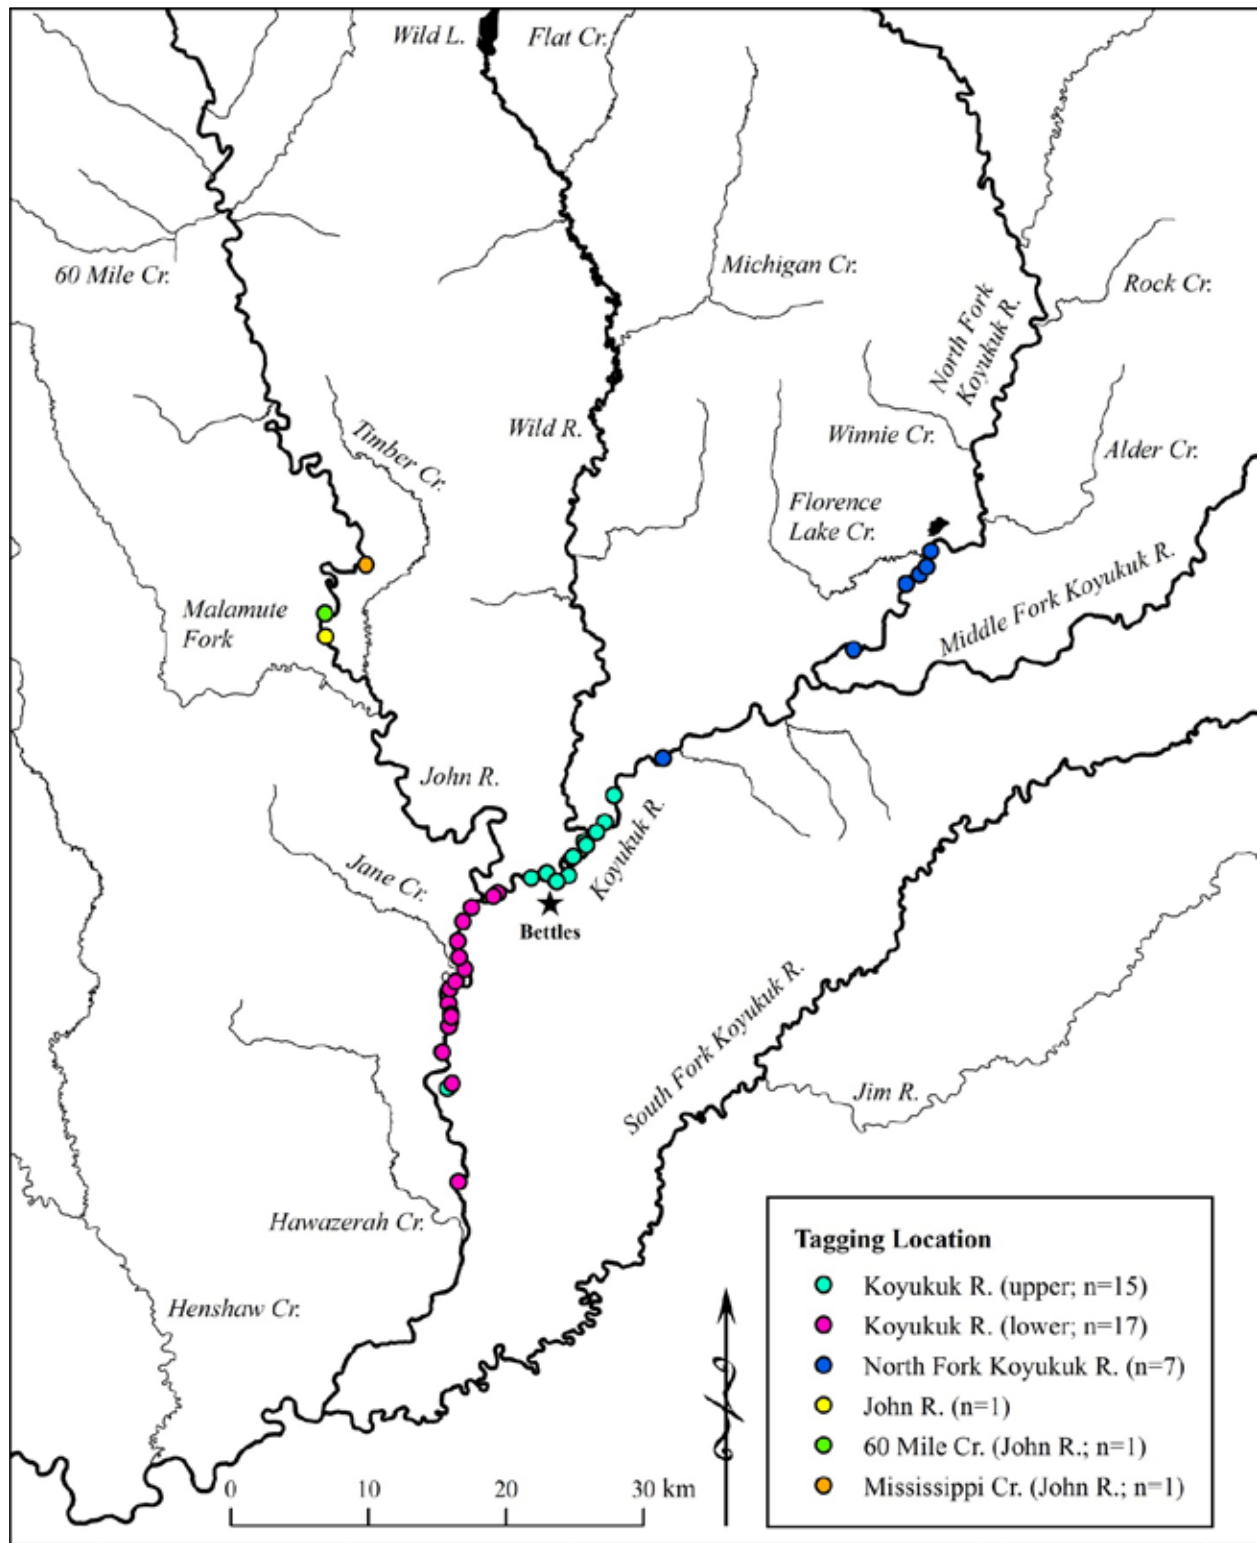 Wild L.
Flat Cr.
60 Mile Cr.
Michigan Cr.
Rock Cr.
North Fork
Koyukuk R.
Timber Cr.
Wild R.
Winnie Cr.
Alder Cr.
Florence
Lake Cr.
Malamute
Fork
Middle Fork Koyukuk R.
John R.
Koyukuk R.
Jane Cr.
Bettles
South Fork Koyukuk R.
Jim R.
Hawazerah Cr.
Henshaw Cr.
Tagging Location
Koyukuk R. (upper; n=15)
Koyukuk R. (lower; n=17)
North Fork Koyukuk R. (n=7)
John R. (n=1)
60 Mile Cr. (John R.; n=1)
Mississippi Cr. (John R.; n=1)
0 10 20 30 km